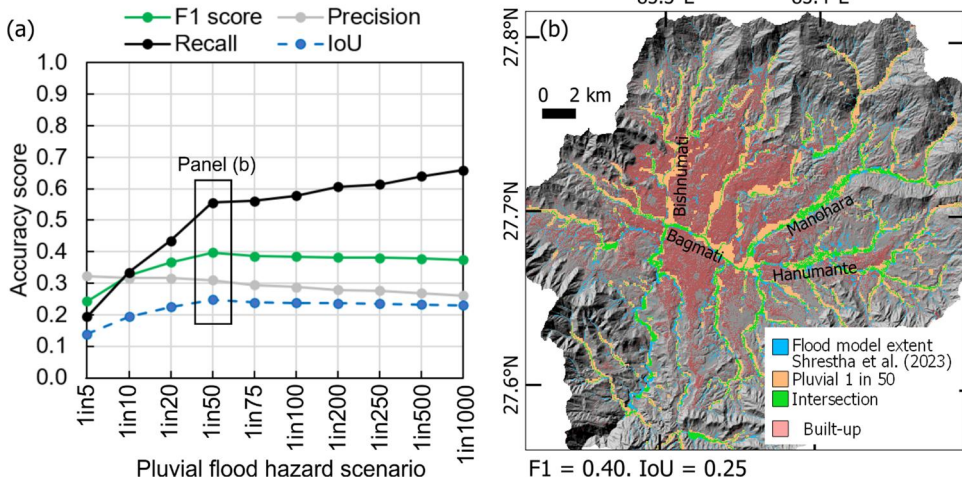 (a)
F1 score
Precision
Recall
IoU
Accuracy score
1.0
0.9
0.8
0.7
0.6
0.5
0.4
0.3
0.2
0.1
0.0
Panel (b)
1in5
1in10
1in20
1in50
1in75
1in100
1in200
1in250
1in500
1in1000
Pluvial flood hazard scenario
(b)
27.8°N
27.7°N
27.6°N
0 2 km
Bishnumati
Bagmati
Manohara
Hanumante
Flood model extent
Shrestha et al. (2023)
Pluvial 1 in 50
Intersection
Built-up
F1 = 0.40. IoU = 0.25